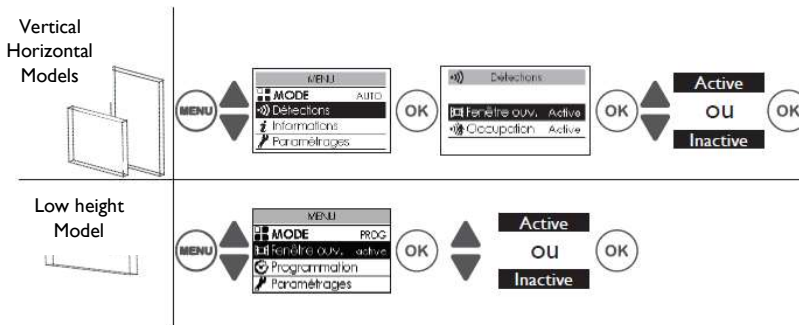 Vertical
Horizontal
Models
MENU
MENU
MODE AUTO
Détections
Informations
Paramétrages
OK
Détections
Fenêtre ouv. Active
Occupation Active
OK
Active
ou
Inactive
OK
Low height
Model
MENU
MENU
MODE PROG
Fenêtre ouv. active
Programmation
Paramétrages
OK
Active
ou
Inactive
OK